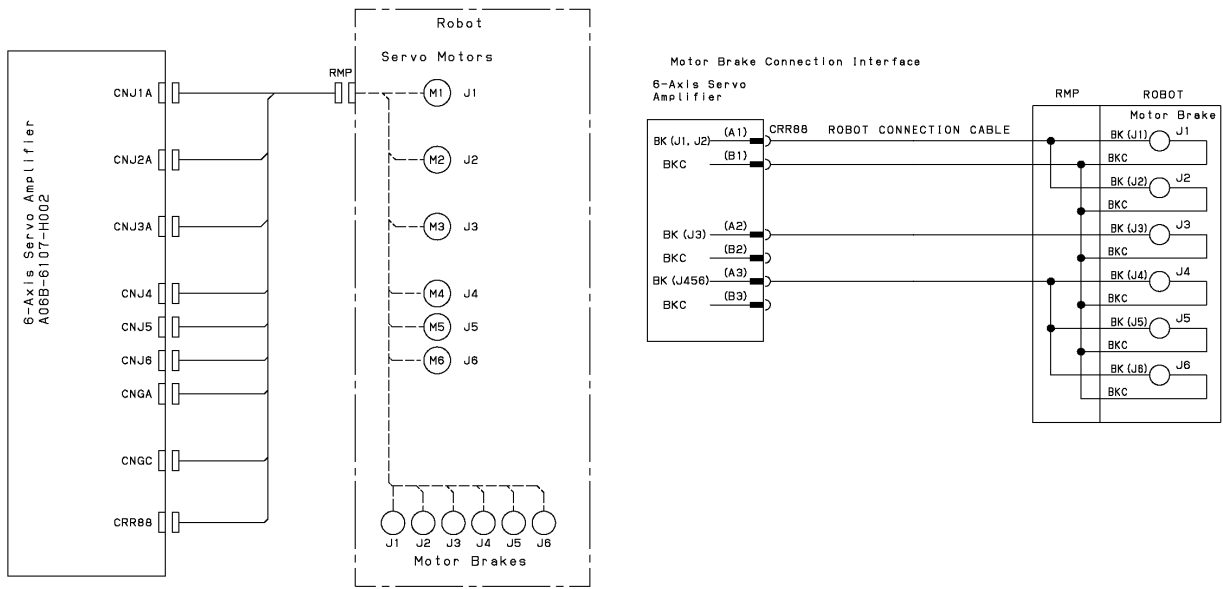 Robot
Servo Motors
RMP
CNJ1A
M1 J1
CNJ2A
M2 J2
CNJ3A
M3 J3
CNJ4
M4 J4
CNJ5
M5 J5
CNJ6
M6 J6
CNGA
CNGC
CRR88
6-Axis Servo Amplifier
A06B-6107-H002
J1 J2 J3 J4 J5 J6
Motor Brakes
Motor Brake Connection Interface
6-Axis Servo
Amplifier
RMP ROBOT
Motor Brake
BK (J1, J2) (A1) CRR88 ROBOT CONNECTION CABLE BK (J1) J1
BKC (B1) BKC
BK (J2) J2
BKC
BK (J3) (A2) BK (J3) J3
BKC (B2) BKC
BK (J456) (A3) BK (J4) J4
BKC (B3) BKC
BK (J5) J5
BKC
BK (J6) J6
BKC